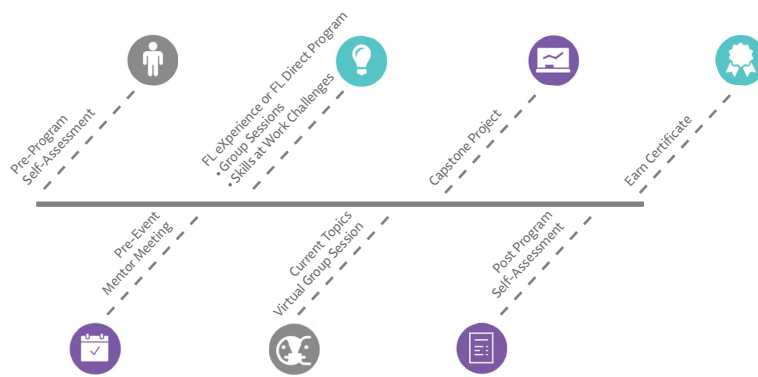 Pre-Program
Self-Assessment
Pre-Event
Mentor Meeting
FL eXperience or FL Direct Program
•Group Sessions
•Skills at Work Challenges
Current Topics
Virtual Group Session
Capstone Project
Post Program
Self-Assessment
Earn Certificate